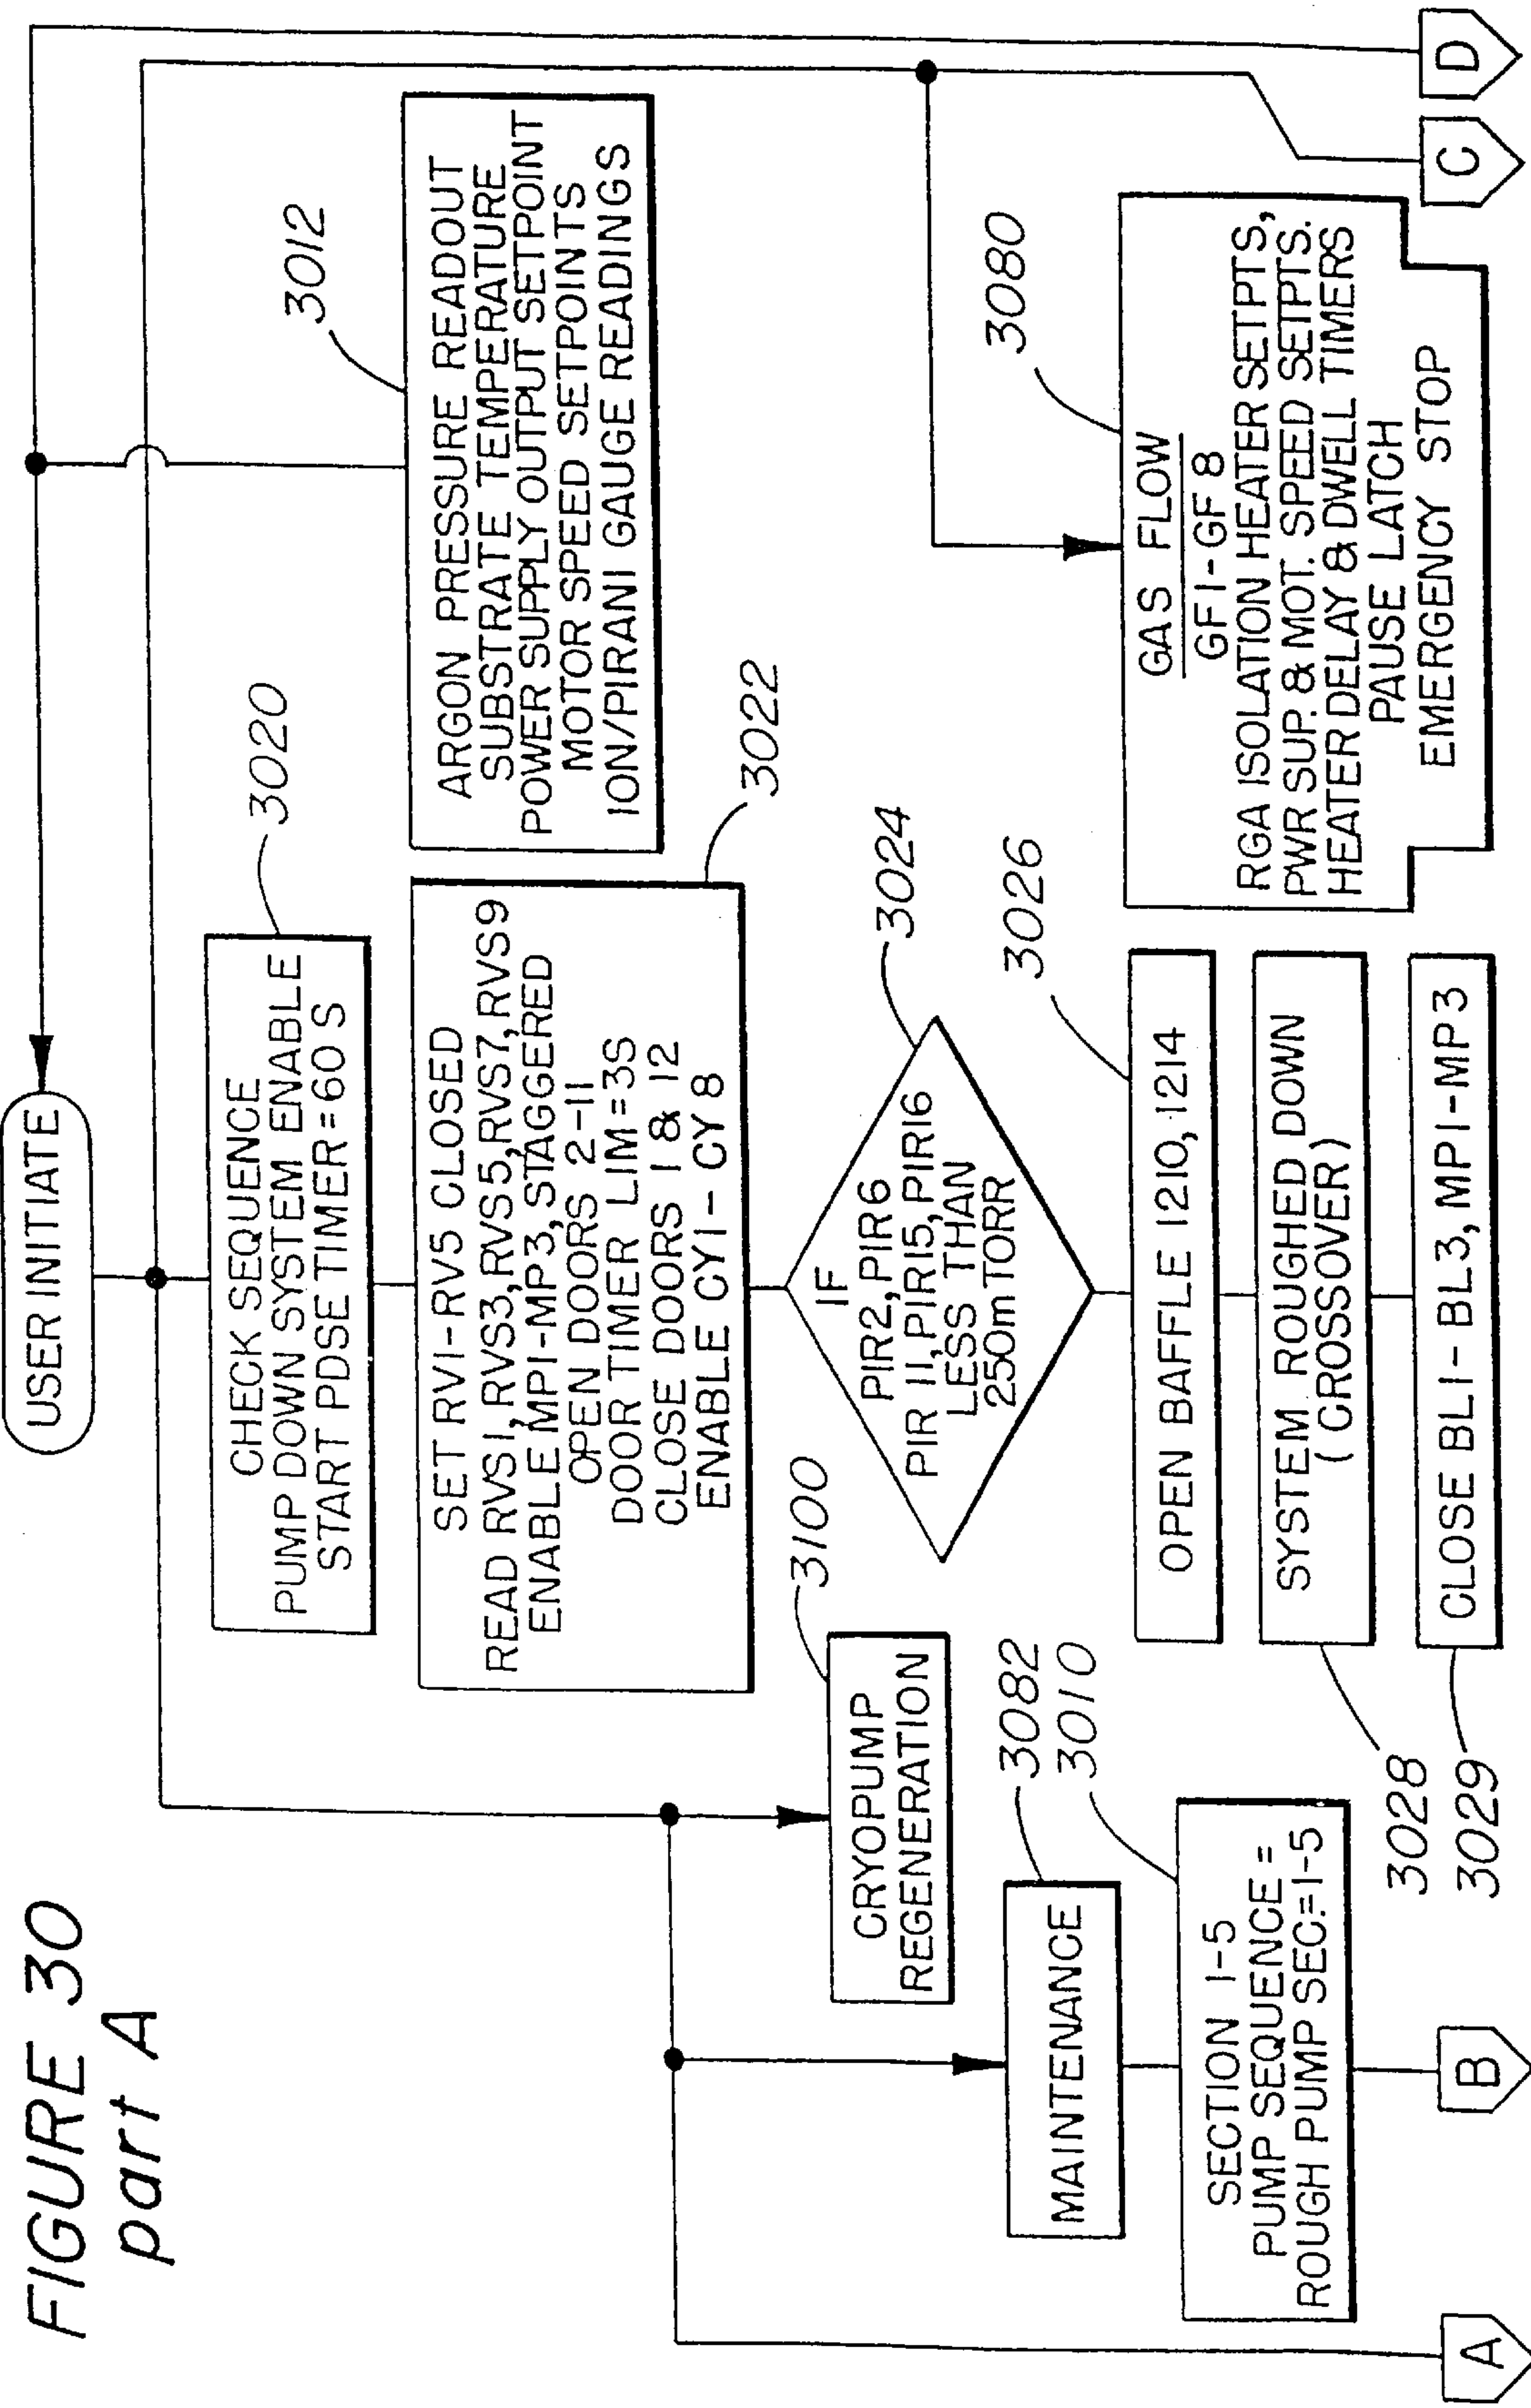 FIGURE 30
part A
USER INITIATE
CHECK SEQUENCE
PUMP DOWN SYSTEM ENABLE
START PDSE TIMER = 60 S
3020
ARGON PRESSURE READOUT
SUBSTRATE TEMPERATURE
POWER SUPPLY OUTPUT SETPOINT
MOTOR SPEED SETPOINTS
ION/PIRANI GAUGE READINGS
3012
SET RV1-RV5 CLOSED
READ RVS1, RVS3, RVS5, RVS7, RVS9
ENABLE MP1-MP3, STAGGERED
OPEN DOORS 2-11
DOOR TIMER LIM = 3S
CLOSE DOORS 1 & 12
ENABLE CY1- CY 8
3022
IF
PIR2, PIR6
PIR 11, PIR15, PIR16
LESS THAN
250m TORR
3024
CRYOPUMP
REGENERATION
3100
MAINTENANCE
3082
SECTION 1-5
PUMP SEQUENCE =
ROUGH PUMP SEC.=1-5
3010
OPEN BAFFLE 1210, 1214
3026
SYSTEM ROUGHED DOWN
( CROSSOVER )
3028
CLOSE BL1- BL3, MP1-MP3
3029
GAS FLOW
GF1-GF 8
RGA ISOLATION HEATER SETPTS,
PWR SUP. & MOT. SPEED SETPTS.
HEATER DELAY & DWELL TIMERS
PAUSE LATCH
EMERGENCY STOP
3080
A
B
C
D